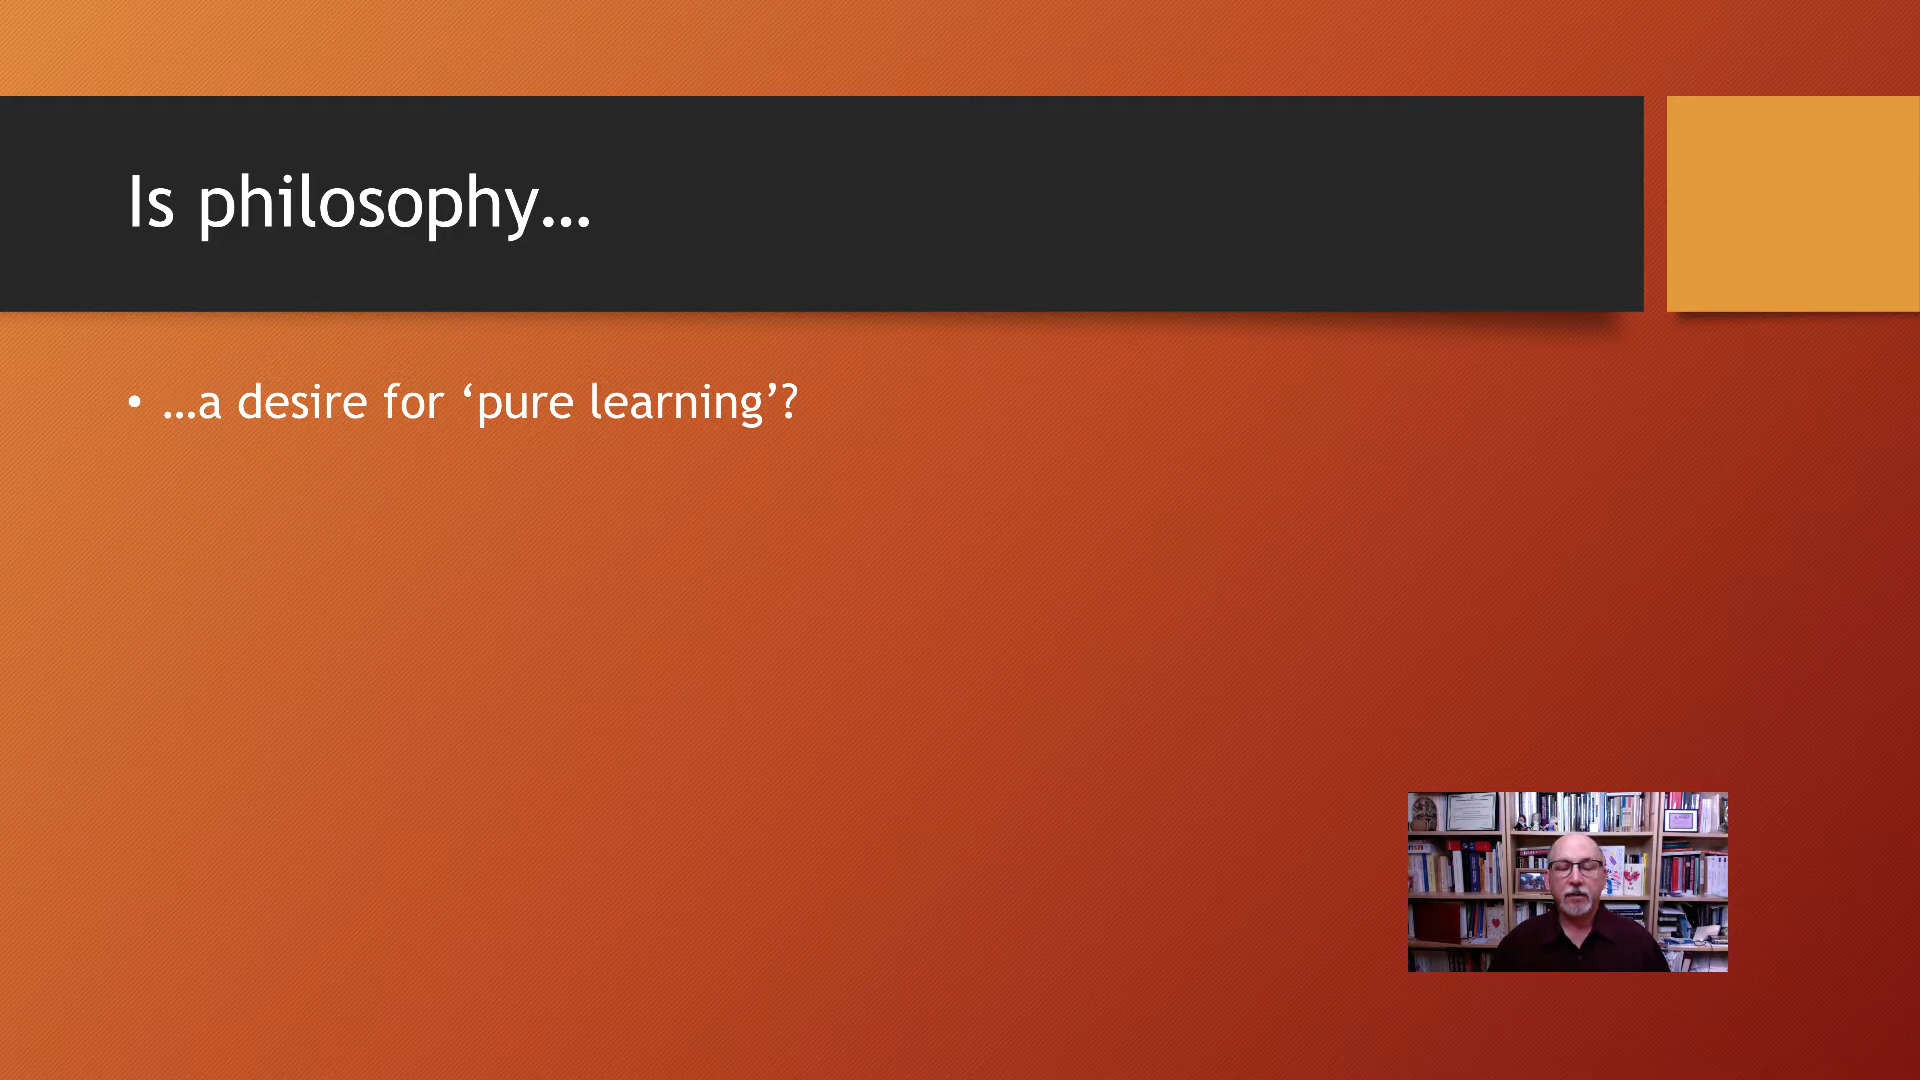 Is philosophy…
• …a desire for ‘pure learning’?